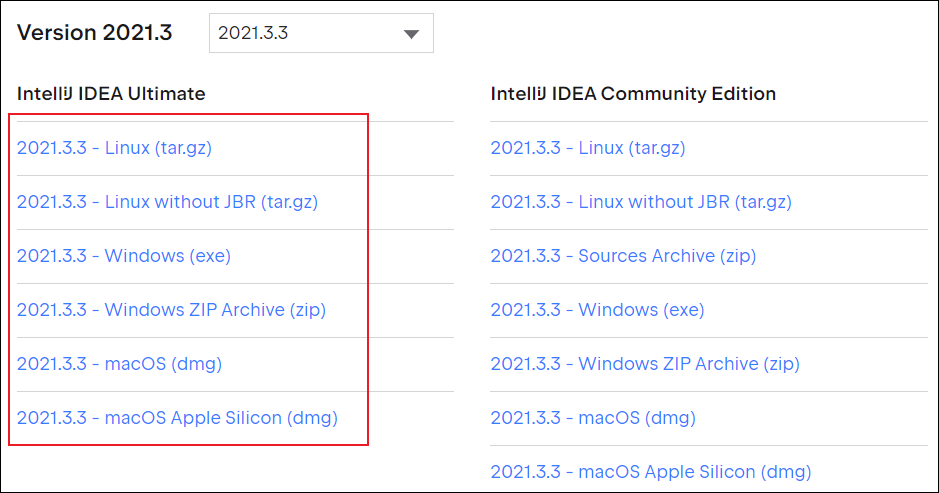 Version 2021.3
2021.3.3
IntelliJ IDEA Ultimate
2021.3.3 - Linux (tar.gz)
2021.3.3 - Linux without JBR (tar.gz)
2021.3.3 - Windows (exe)
2021.3.3 - Windows ZIP Archive (zip)
2021.3.3 - macOS (dmg)
2021.3.3 - macOS Apple Silicon (dmg)
IntelliJ IDEA Community Edition
2021.3.3 - Linux (tar.gz)
2021.3.3 - Linux without JBR (tar.gz)
2021.3.3 - Sources Archive (zip)
2021.3.3 - Windows (exe)
2021.3.3 - Windows ZIP Archive (zip)
2021.3.3 - macOS (dmg)
2021.3.3 - macOS Apple Silicon (dmg)